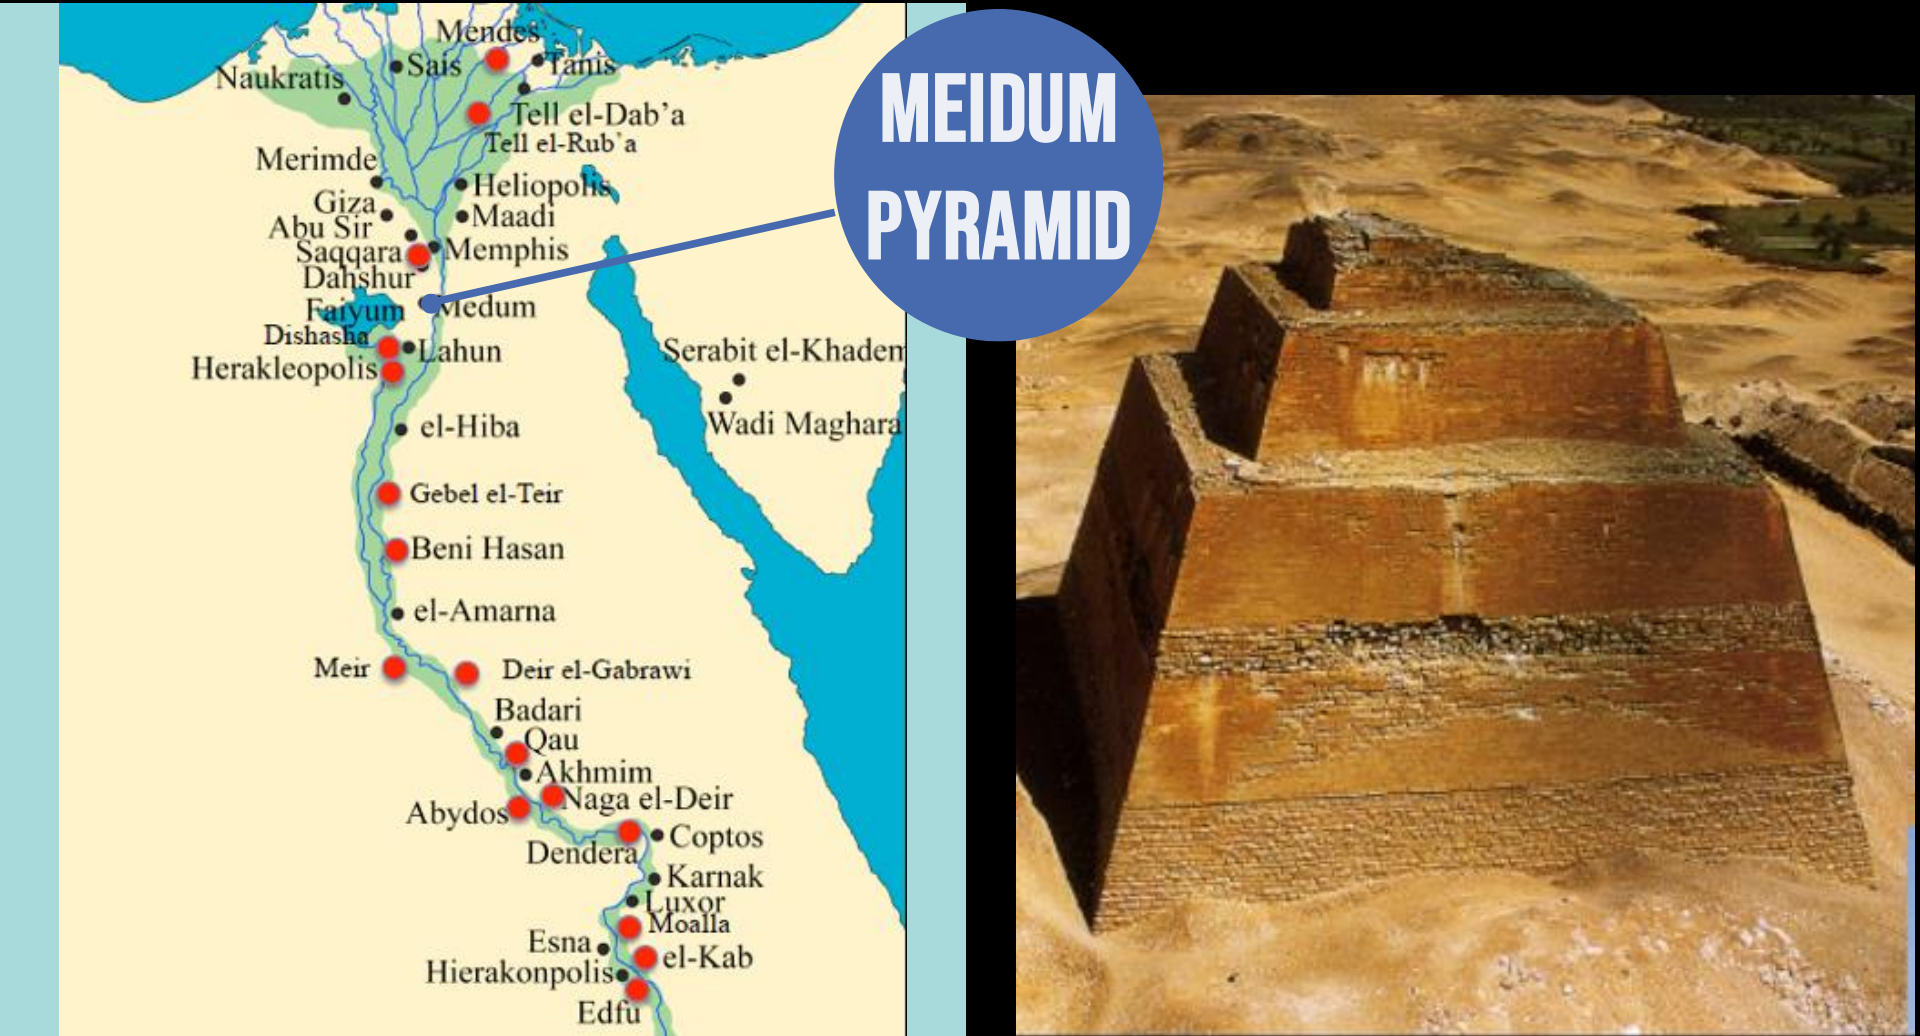 Mendes
Sais
Tanis
Naukratis
Tell el-Dab’a
Tell el-Rub’a
Merimde
Heliopolis
Giza
Maadi
Abu Sir
Saqqara
Memphis
Dahshur
Faiyum
Medum
Dishasha
Lahun
Herakleopolis
Serabit el-Khadem
Wadi Maghara
el-Hiba
Gebel el-Teir
Beni Hasan
el-Amarna
Meir
Deir el-Gabrawi
Badari
Qau
Akhmim
Naga el-Deir
Abydos
Coptos
Dendera
Karnak
Luxor
Moalla
Esna
el-Kab
Hierakonpolis
Edfu
MEIDUM
PYRAMID